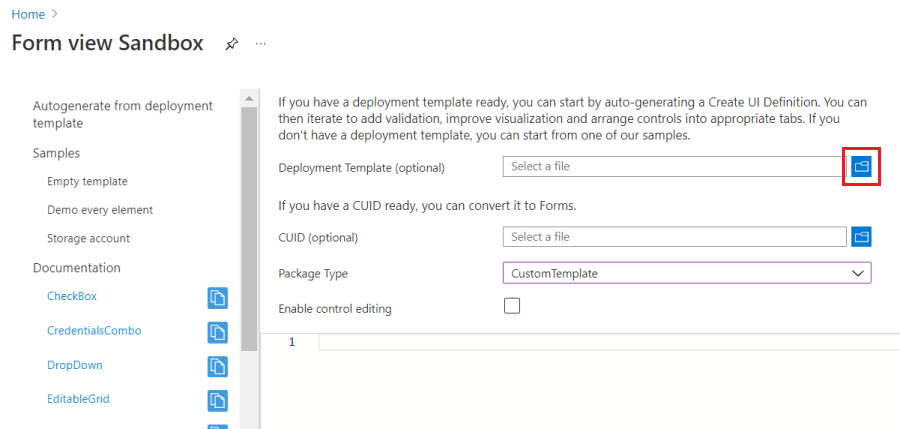 Home >
Form view Sandbox ...
Autogenerate from deployment
template
Samples
Empty template
Demo every element
Storage account
Documentation
CheckBox
CredentialsCombo
DropDown
EditableGrid
If you have a deployment template ready, you can start by auto-generating a Create UI Definition. You can
then iterate to add validation, improve visualization and arrange controls into appropriate tabs. If you
don't have a deployment template, you can start from one of our samples.
Deployment Template (optional) Select a file
If you have a CUID ready, you can convert it to Forms.
CUID (optional) Select a file
Package Type CustomTemplate
Enable control editing
1